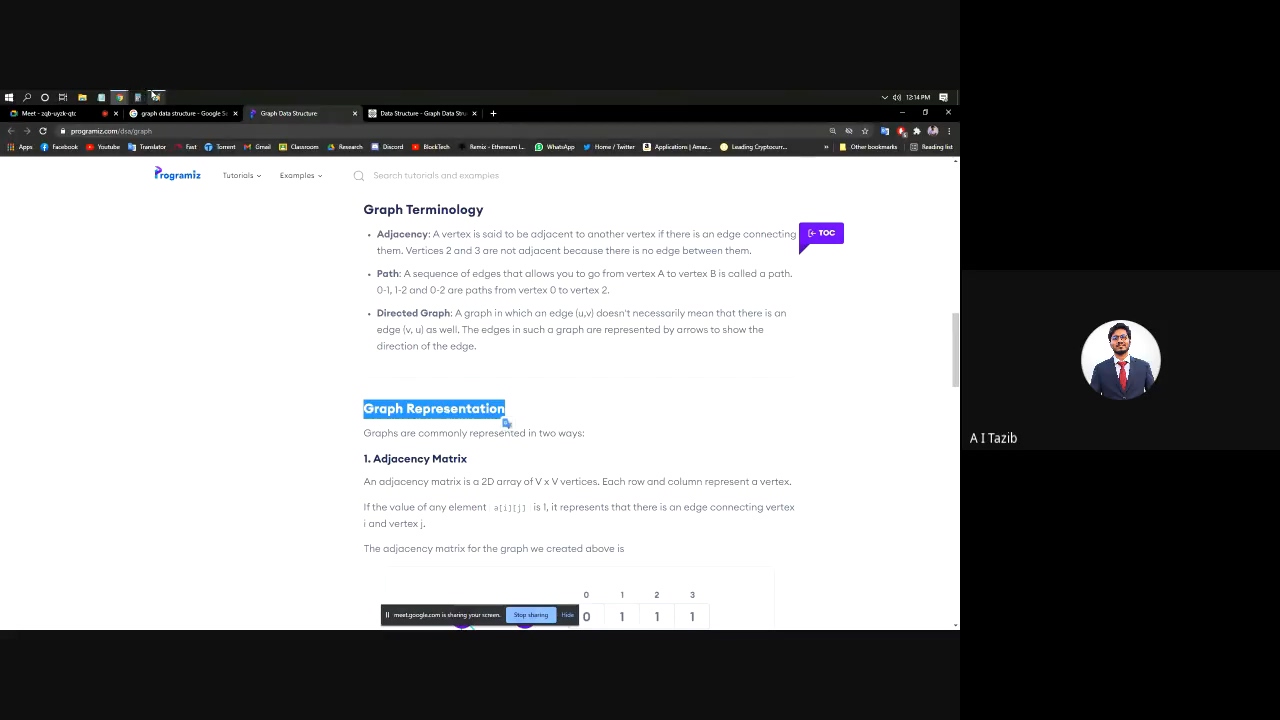 12:14 PM
Meet - zqb-uyzk-qtc
graph data structure - Google Se
Graph Data Structure
Data Structure - Graph Data Stru
programiz.com/dsa/graph
Apps Facebook Youtube Translator Fast Torrent Gmail Classroom Research Discord BlockTech Remix - Ethereum I... WhatsApp Home / Twitter Applications | Amaz... Leading Cryptocur... » Other bookmarks Reading list
Programiz Tutorials Examples Search tutorials and examples
Graph Terminology
TOC
• Adjacency: A vertex is said to be adjacent to another vertex if there is an edge connecting
them. Vertices 2 and 3 are not adjacent because there is no edge between them.
• Path: A sequence of edges that allows you to go from vertex A to vertex B is called a path.
0-1, 1-2 and 0-2 are paths from vertex 0 to vertex 2.
• Directed Graph: A graph in which an edge (u,v) doesn't necessarily mean that there is an
edge (v, u) as well. The edges in such a graph are represented by arrows to show the
direction of the edge.
Graph Representation
Graphs are commonly represented in two ways:
1. Adjacency Matrix
An adjacency matrix is a 2D array of V x V vertices. Each row and column represent a vertex.
If the value of any element a[i][j] is 1, it represents that there is an edge connecting vertex
i and vertex j.
The adjacency matrix for the graph we created above is
0 1 2 3
0 1 1 1
meet.google.com is sharing your screen. Stop sharing Hide
A I Tazib